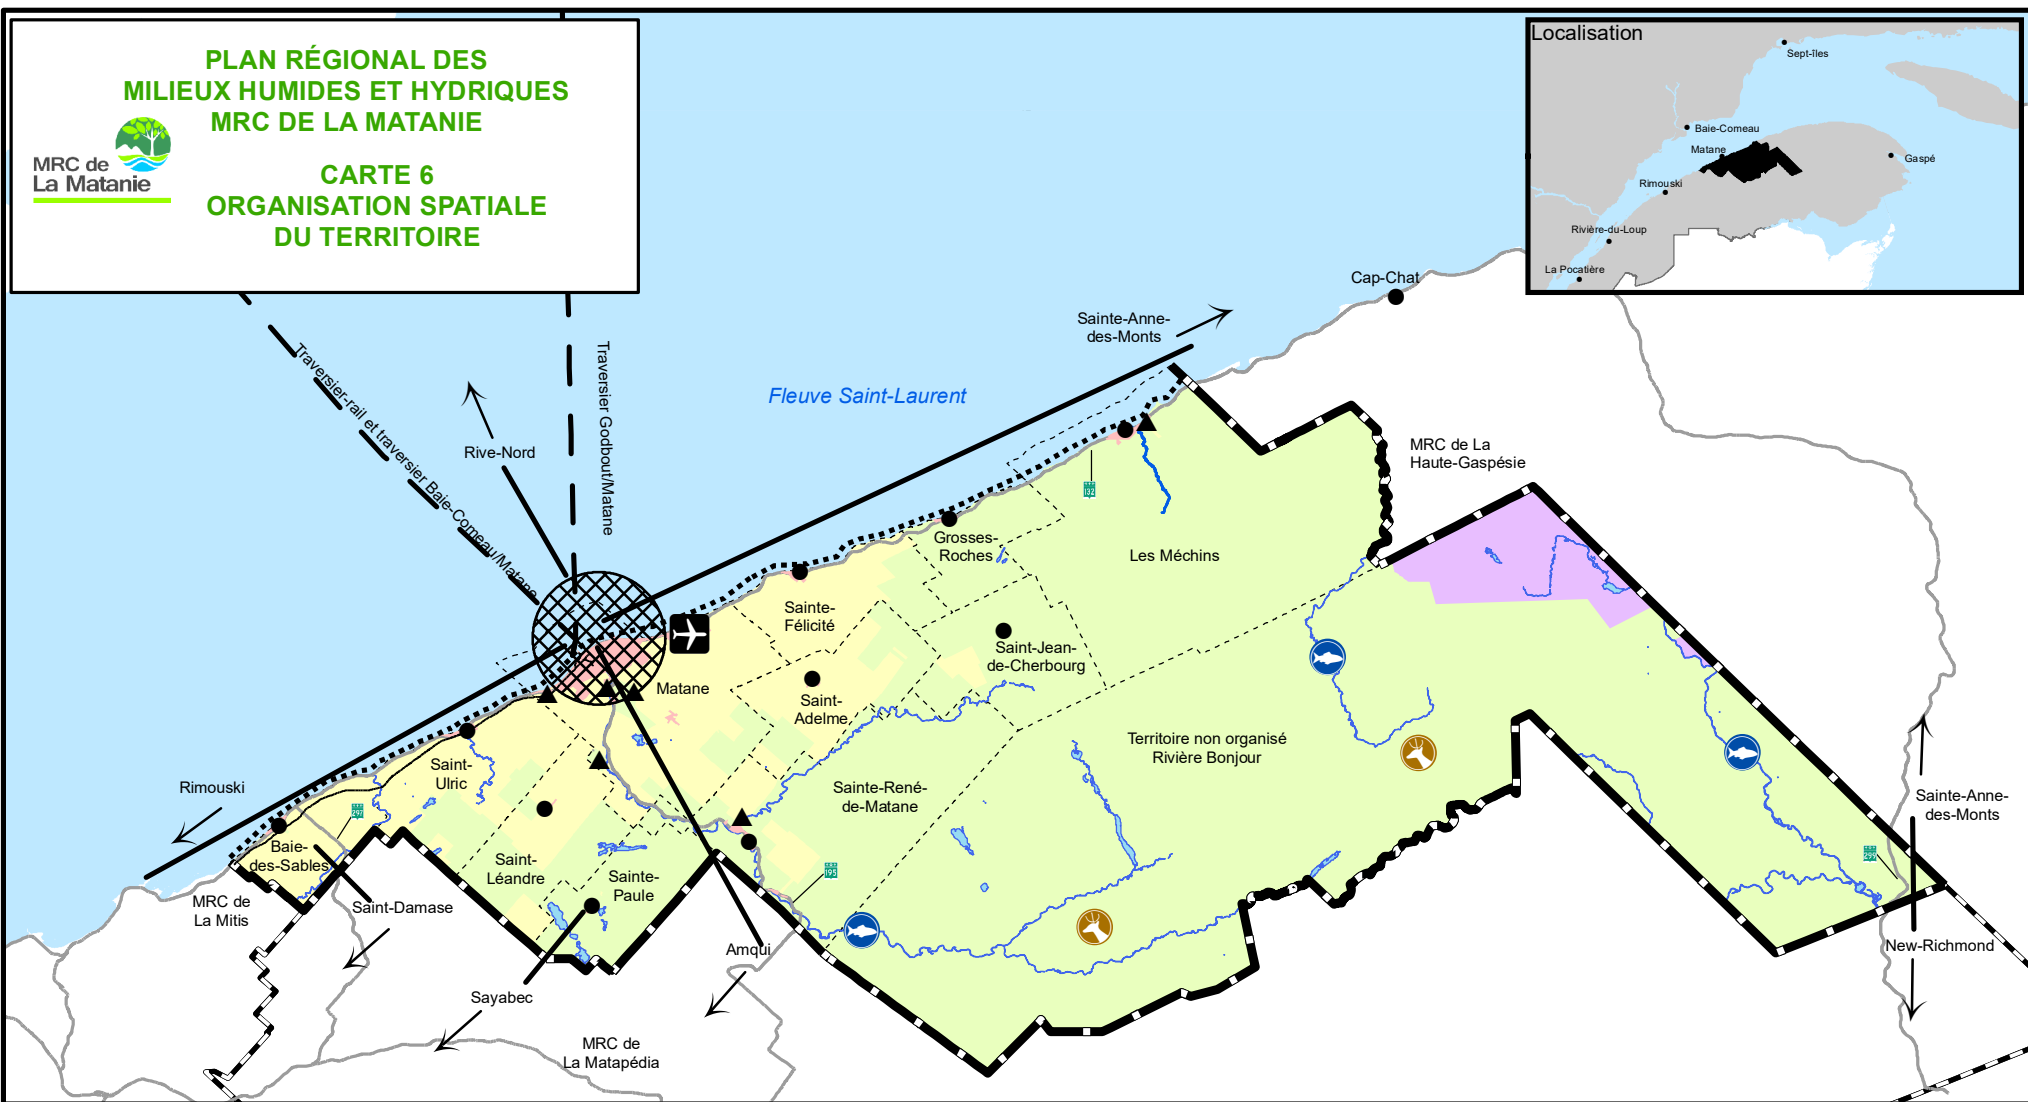 PLAN RÉGIONAL DES
MILIEUX HUMIDES ET HYDRIQUES
MRC DE LA MATANIE
CARTE 6
ORGANISATION SPATIALE
DU TERRITOIRE
MRC de
La Matanie
Localisation
Sept-îles
Baie-Comeau
Matane
Gaspé
Rimouski
Rivière-du-Loup
La Pocatière
Cap-Chat
Sainte-Anne-
des-Monts
Fleuve Saint-Laurent
Traversier-rail et traversier Baie-Comeau/Matane
Traversier Godbout/Matane
Rive-Nord
MRC de La
Haute-Gaspésie
132
Grosses-
Roches
Les Méchins
Sainte-
Félicité
Saint-Jean-
de-Cherbourg
Matane
Saint-
Adelme
Territoire non organisé
Rivière Bonjour
Saint-
Ulric
Rimouski
Sainte-René-
de-Matane
Sainte-Anne-
des-Monts
297
Baie-
des-Sables
Saint-
Léandre
Sainte-
Paule
195
299
MRC de
La Mitis
Saint-Damase
Amqui
New-Richmond
Sayabec
MRC de
La Matapédia